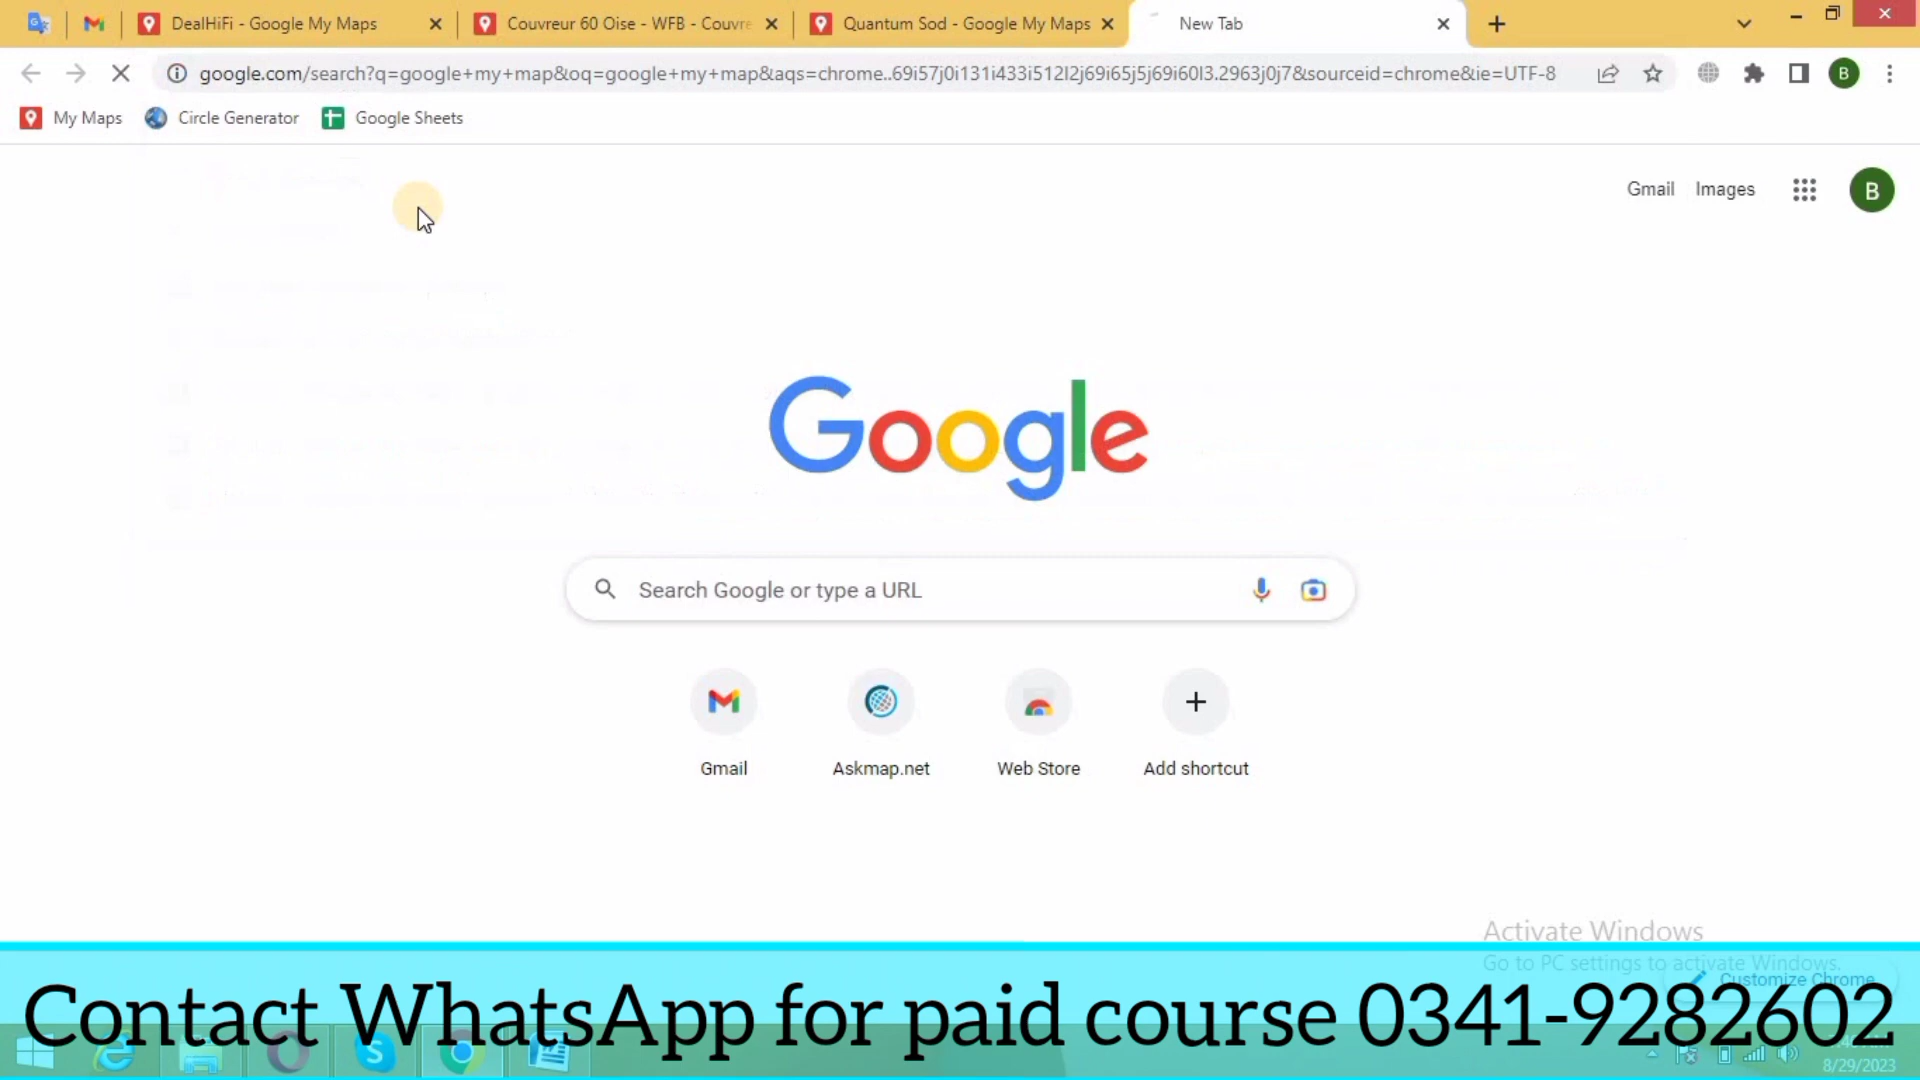 DealHiFi - Google My Maps
Couvreur 60 Oise - WFB - Couvre
Quantum Sod - Google My Maps
New Tab
google.com/search?q=google+my+map&oq=google+my+map&aqs=chrome..69i57j0i131i433i512l2j69i65j5j69i60l3.2963j0j7&sourceid=chrome&ie=UTF-8
B
My Maps
Circle Generator
Google Sheets
Gmail
Images
B
Google
Search Google or type a URL
Gmail
Askmap.net
Web Store
Add shortcut
Activate Windows
Go to PC settings to activate Windows.
Customize Chrome
Contact WhatsApp for paid course 0341-9282602
8/29/2023